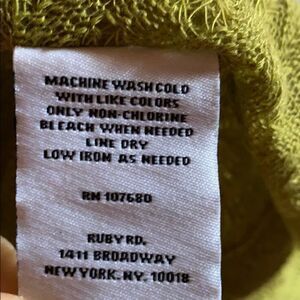 MACHINE WASH COLD
WITH LIKE COLORS
ONLY NON-CHLORINE
BLEACH WHEN NEEDED
LINE DRY
LOW IRON AS NEEDED
RN 107680
RUBY RD.
1411 BROADWAY
NEW YORK, NY. 10018